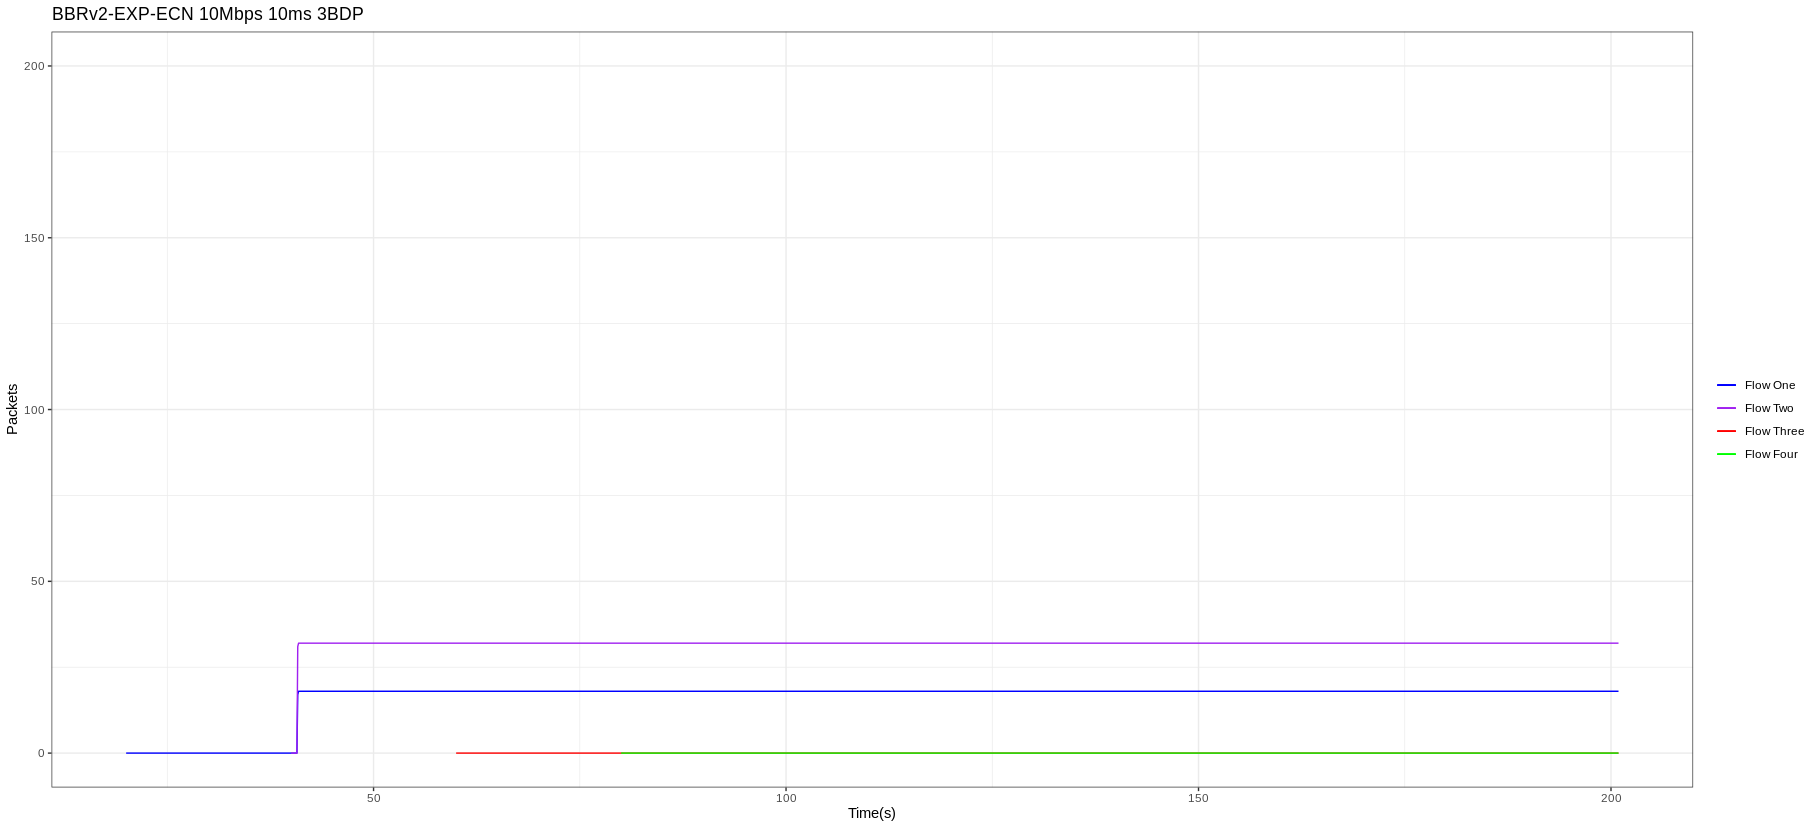 BBRv2-EXP-ECN 10Mbps 10ms 3BDP
Packets
200
150
100
50
0
50
100
150
200
Time(s)
Flow One
Flow Two
Flow Three
Flow Four